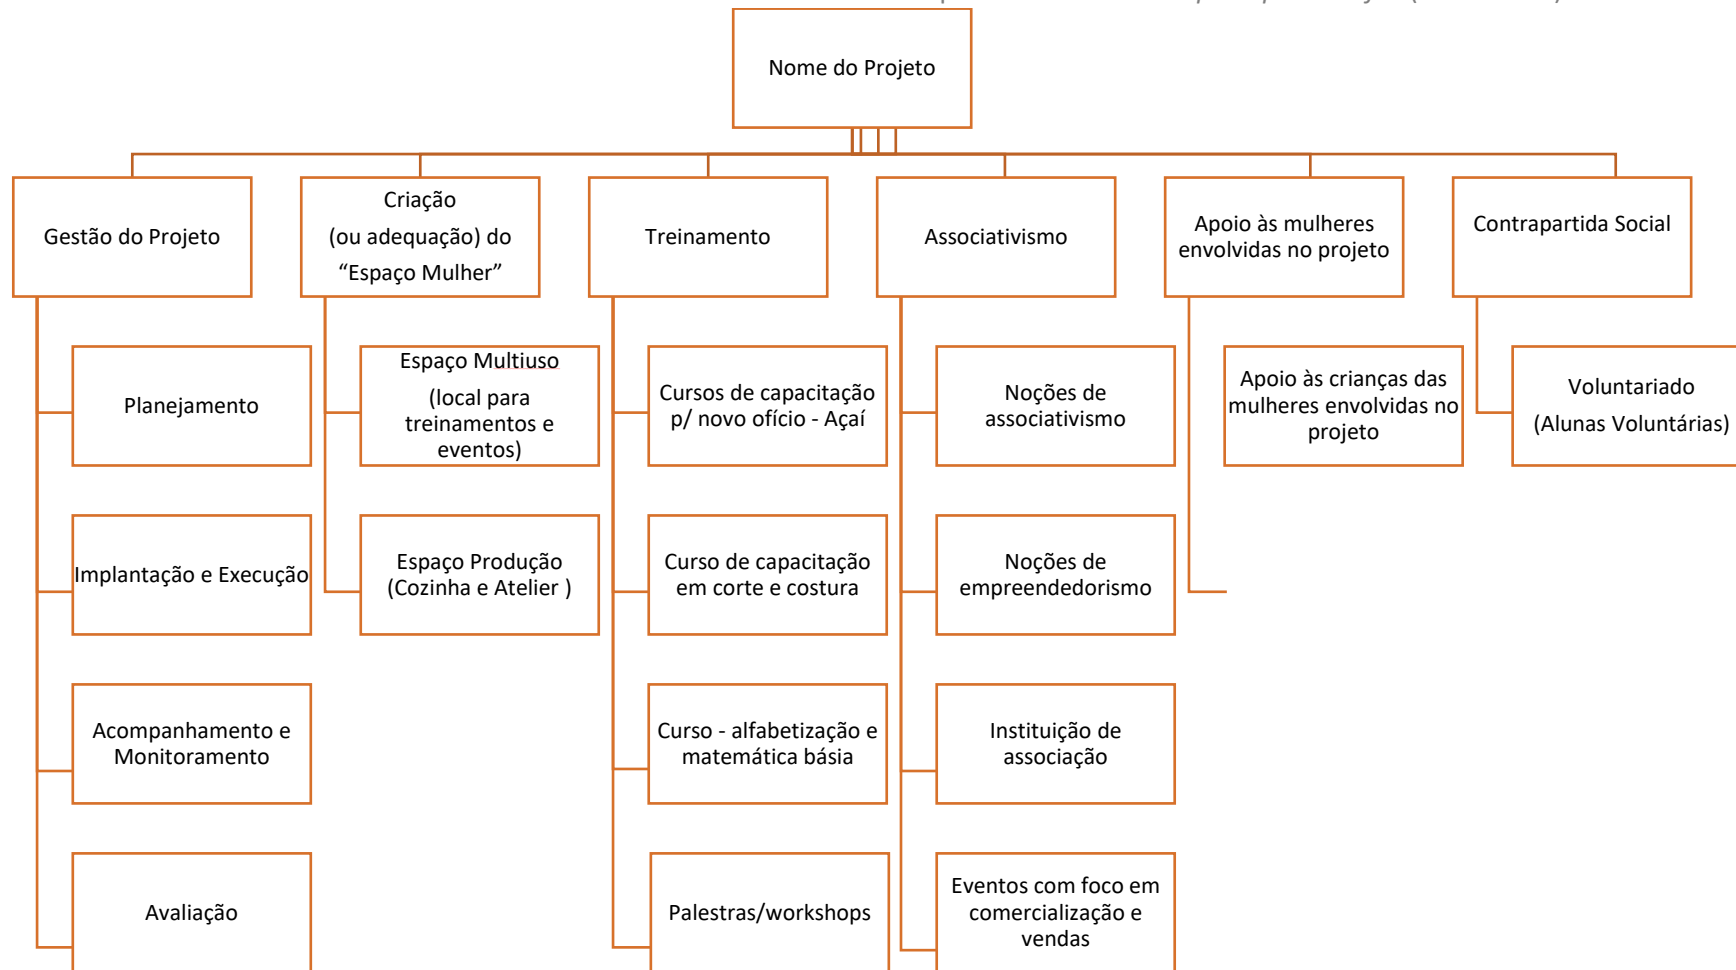 Nome do Projeto
Gestão do Projeto
Criação
(ou adequação) do
“Espaço Mulher”
Treinamento
Associativismo
Apoio às mulheres
envolvidas no projeto
Contrapartida Social
Planejamento
Espaço Multiuso
(local para
treinamentos e
eventos)
Cursos de capacitação
p/ novo ofício - Açaí
Noções de
associativismo
Apoio às crianças das
mulheres envolvidas no
projeto
Voluntariado
(Alunas Voluntárias)
Implantação e Execução
Espaço Produção
(Cozinha e Atelier )
Curso de capacitação
em corte e costura
Noções de
empreendedorismo
Acompanhamento e
Monitoramento
Curso - alfabetização e
matemática básia
Instituição de
associação
Avaliação
Palestras/workshops
Eventos com foco em
comercialização e
vendas